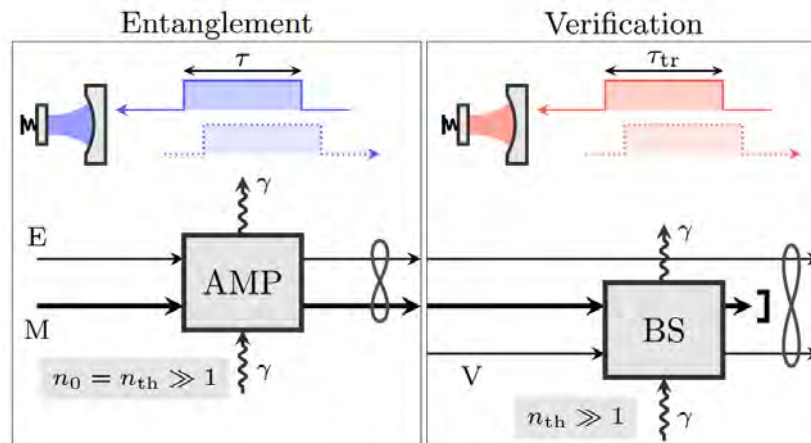 Entanglement
Verification
τ
τ_tr
γ
γ
E
AMP
M
BS
V
n_0 = n_th ≫ 1
γ
n_th ≫ 1
γ